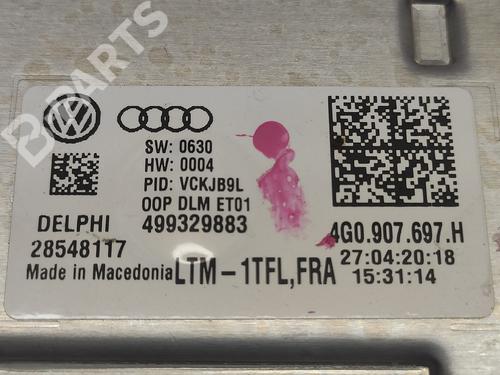 B-PARTS
SW: 0630
HW: 0004
PID: VCKJB9L
OOP DLM ET01
DELPHI 499329883
28548117
Made in Macedonia LTM-1TFL,FRA
4G0.907.697.H
27:04:20:18
15:31:14